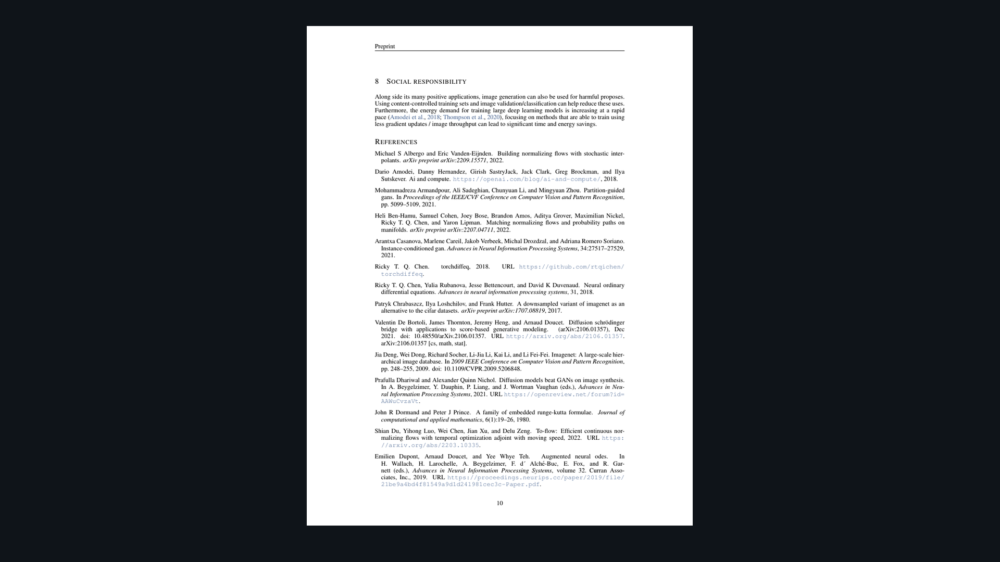 Preprint
8 SOCIAL RESPONSIBILITY
Along side its many positive applications, image generation can also be used for harmful proposes.
Using content-controlled training sets and image validation/classification can help reduce these uses.
Furthermore, the energy demand for training large deep learning models is increasing at a rapid
pace (Amodei et al., 2018; Thompson et al., 2020), focusing on methods that are able to train using
less gradient updates / image throughput can lead to significant time and energy savings.
REFERENCES
Michael S Albergo and Eric Vanden-Eijnden. Building normalizing flows with stochastic inter-
polants. arXiv preprint arXiv:2209.15571, 2022.
Dario Amodei, Danny Hernandez, Girish SastryJack, Jack Clark, Greg Brockman, and Ilya
Sutskever. Ai and compute. https://openai.com/blog/ai-and-compute/, 2018.
Mohammadreza Armandpour, Ali Sadeghian, Chunyuan Li, and Mingyuan Zhou. Partition-guided
gans. In Proceedings of the IEEE/CVF Conference on Computer Vision and Pattern Recognition,
pp. 5099–5109, 2021.
Heli Ben-Hamu, Samuel Cohen, Joey Bose, Brandon Amos, Aditya Grover, Maximilian Nickel,
Ricky T. Q. Chen, and Yaron Lipman. Matching normalizing flows and probability paths on
manifolds. arXiv preprint arXiv:2207.04711, 2022.
Arantxa Casanova, Marlene Careil, Jakob Verbeek, Michal Drozdzal, and Adriana Romero Soriano.
Instance-conditioned gan. Advances in Neural Information Processing Systems, 34:27517–27529,
2021.
Ricky T. Q. Chen. torchdiffeq, 2018. URL https://github.com/rtqichen/
torchdiffeq.
Ricky T. Q. Chen, Yulia Rubanova, Jesse Bettencourt, and David K Duvenaud. Neural ordinary
differential equations. Advances in neural information processing systems, 31, 2018.
Patryk Chrabaszcz, Ilya Loshchilov, and Frank Hutter. A downsampled variant of imagenet as an
alternative to the cifar datasets. arXiv preprint arXiv:1707.08819, 2017.
Valentin De Bortoli, James Thornton, Jeremy Heng, and Arnaud Doucet. Diffusion schrödinger
bridge with applications to score-based generative modeling. (arXiv:2106.01357), Dec
2021. doi: 10.48550/arXiv.2106.01357. URL http://arxiv.org/abs/2106.01357.
arXiv:2106.01357 [cs, math, stat].
Jia Deng, Wei Dong, Richard Socher, Li-Jia Li, Kai Li, and Li Fei-Fei. Imagenet: A large-scale hier-
archical image database. In 2009 IEEE Conference on Computer Vision and Pattern Recognition,
pp. 248–255, 2009. doi: 10.1109/CVPR.2009.5206848.
Prafulla Dhariwal and Alexander Quinn Nichol. Diffusion models beat GANs on image synthesis.
In A. Beygelzimer, Y. Dauphin, P. Liang, and J. Wortman Vaughan (eds.), Advances in Neu-
ral Information Processing Systems, 2021. URL https://openreview.net/forum?id=
AAWuCvzaVt.
John R Dormand and Peter J Prince. A family of embedded runge-kutta formulae. Journal of
computational and applied mathematics, 6(1):19–26, 1980.
Shian Du, Yihong Luo, Wei Chen, Jian Xu, and Delu Zeng. To-flow: Efficient continuous nor-
malizing flows with temporal optimization adjoint with moving speed, 2022. URL https:
//arxiv.org/abs/2203.10335.
Emilien Dupont, Arnaud Doucet, and Yee Whye Teh. Augmented neural odes. In
H. Wallach, H. Larochelle, A. Beygelzimer, F. d´ Alché-Buc, E. Fox, and R. Gar-
nett (eds.), Advances in Neural Information Processing Systems, volume 32. Curran Asso-
ciates, Inc., 2019. URL https://proceedings.neurips.cc/paper/2019/file/
21be9a4bd4f81549a9d1d241981cec3c-Paper.pdf.
10